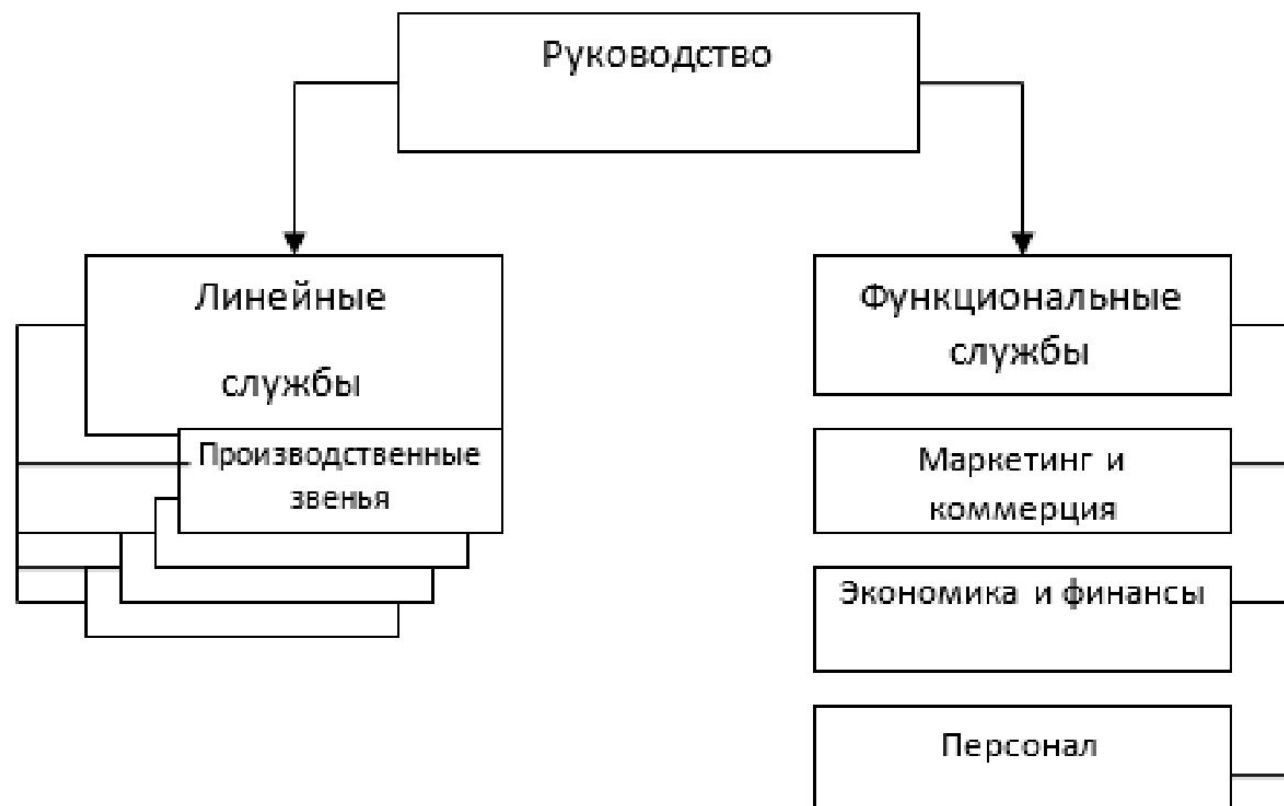 Руководство
Линейные
службы
Производственные
звенья
Функциональные
службы
Маркетинг и
коммерция
Экономика и финансы
Персонал